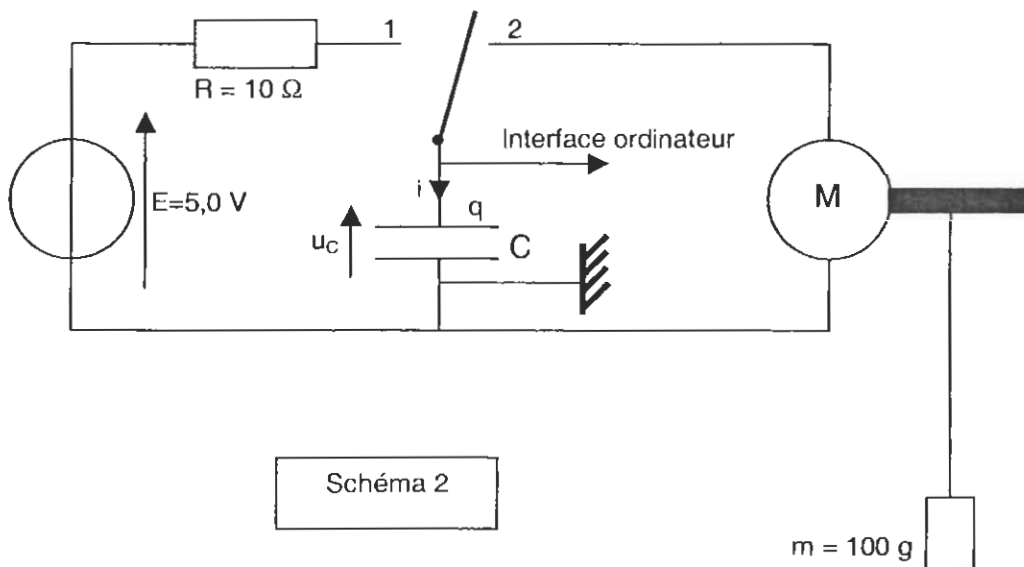 1
2
R = 10 Ω
Interface ordinateur
E=5,0 V
i
q
M
u_C
C
Schéma 2
m = 100 g